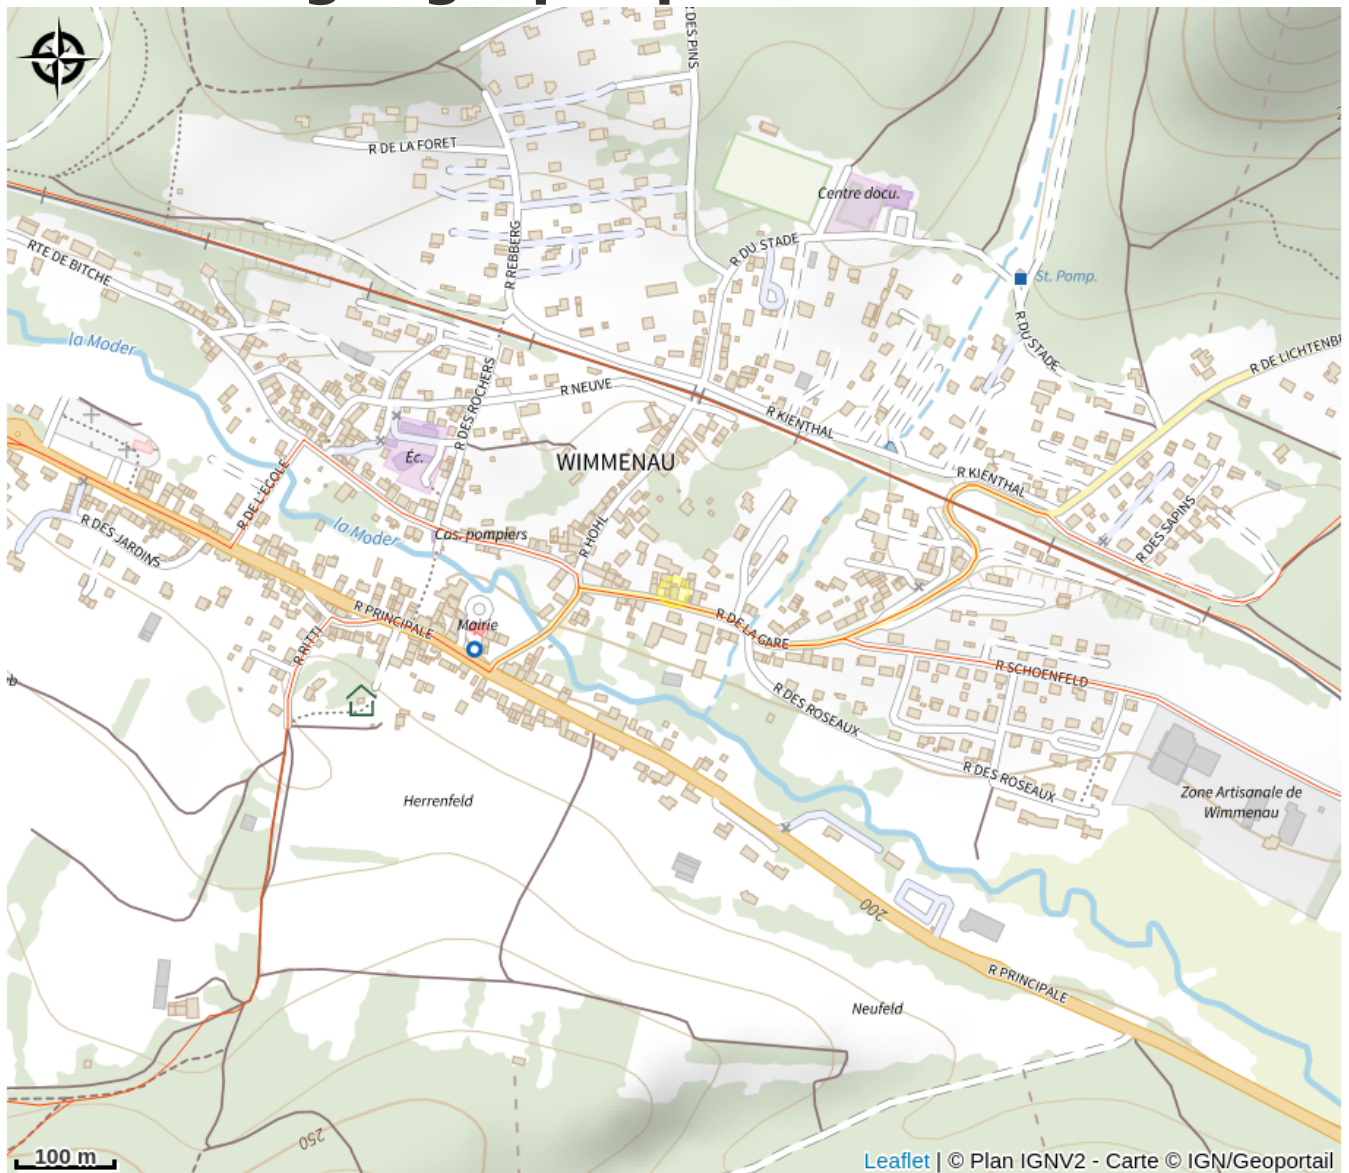 R DES PINS
R DE LA FORET
Centre docu.
R DU STADE
RTE DE BITCHE
R REBBERG
St. Pomp.
la Moder
R DU STADE
R DE LICHTENBE
R NEUVE
R DES ROCHERS
R KIENTHAL
Éc.
WIMMENAU
R KIENTHAL
R DE L'ECOLE
R DES SAPINS
la Moder
Cas. pompiers
R HOHL
R DES JARDINS
R PRINCIPALE
Mairie
R DE LA GARE
R RITTI
R SCHOENFELD
R DES ROSEAUX
R DES ROSEAUX
Zone Artisanale de
Wimmenau
Herrenfeld
200
R PRINCIPALE
Neufeld
250
100 m
Leaflet | © Plan IGNV2 - Carte © IGN/Geoportail